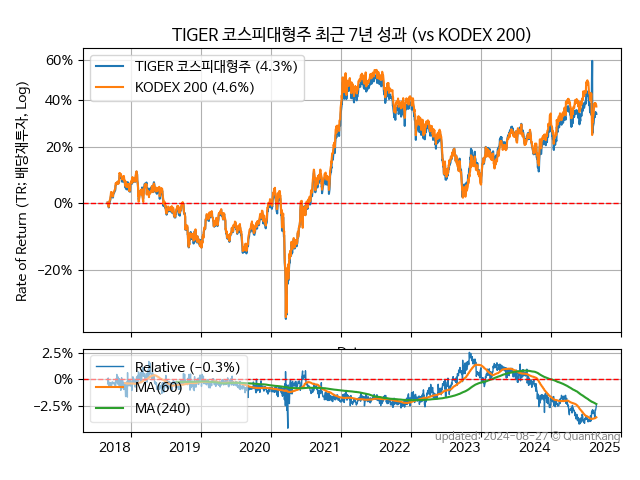 TIGER 코스피대형주 최근 7년 성과 (vs KODEX 200)
TIGER 코스피대형주 (4.3%)
KODEX 200 (4.6%)
Rate of Return (TR: 배당재투자, Log)
60%
40%
20%
0%
−20%
Relative (−0.3%)
MA(60)
MA(240)
2.5%
0%
−2.5%
2018 2019 2020 2021 2022 2023 2024 2025
updated: 2024-08-27 © QuantKang